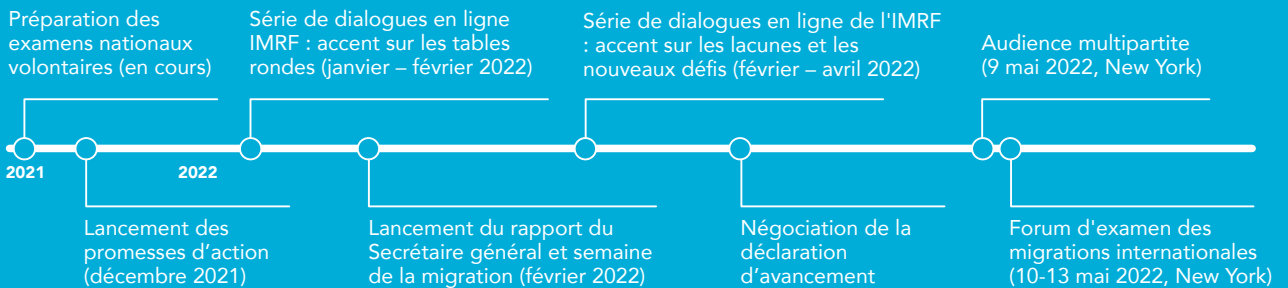 Préparation des
examens nationaux
volontaires (en cours)
Série de dialogues en ligne
IMRF : accent sur les tables
rondes (janvier – février 2022)
Série de dialogues en ligne de l'IMRF
: accent sur les lacunes et les
nouveaux défis (février – avril 2022)
Audience multipartite
(9 mai 2022, New York)
2021
2022
Lancement des
promesses d’action
(décembre 2021)
Lancement du rapport du
Secrétaire général et semaine
de la migration (février 2022)
Négociation de la
déclaration
d’avancement
Forum d'examen des
migrations internationales
(10-13 mai 2022, New York)